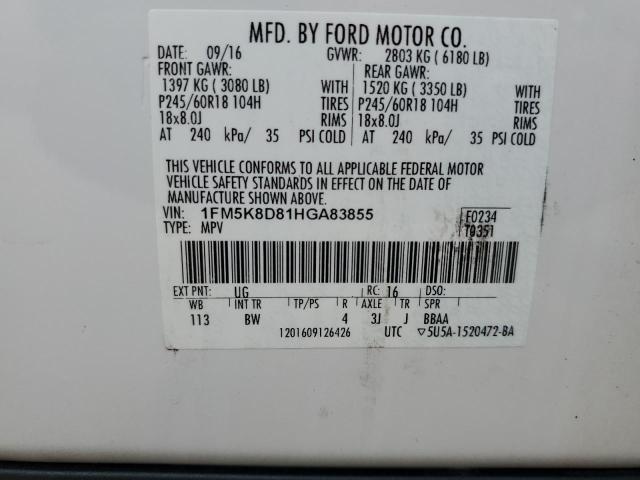 MFD. BY FORD MOTOR CO.
DATE: 09/16 GVWR: 2803 KG ( 6180 LB)
FRONT GAWR: REAR GAWR:
1397 KG ( 3080 LB) WITH 1520 KG ( 3350 LB) WITH
P245/60R18 104H TIRES P245/60R18 104H TIRES
18x8.0J RIMS 18x8.0J RIMS
AT 240 kPa/ 35 PSI COLD AT 240 kPa/ 35 PSI COLD
THIS VEHICLE CONFORMS TO ALL APPLICABLE FEDERAL MOTOR
VEHICLE SAFETY STANDARDS IN EFFECT ON THE DATE OF
MANUFACTURE SHOWN ABOVE.
VIN: 1FM5K8D81HGA83855 F0234
TYPE: MPV T0351
EXT PNT: UG RC: 16 DSO:
WB INT TR TP/PS R AXLE TR SPR
113 BW 4 3J J BBAA
1201609126426 UTC ▽5U5A-1520472-BA